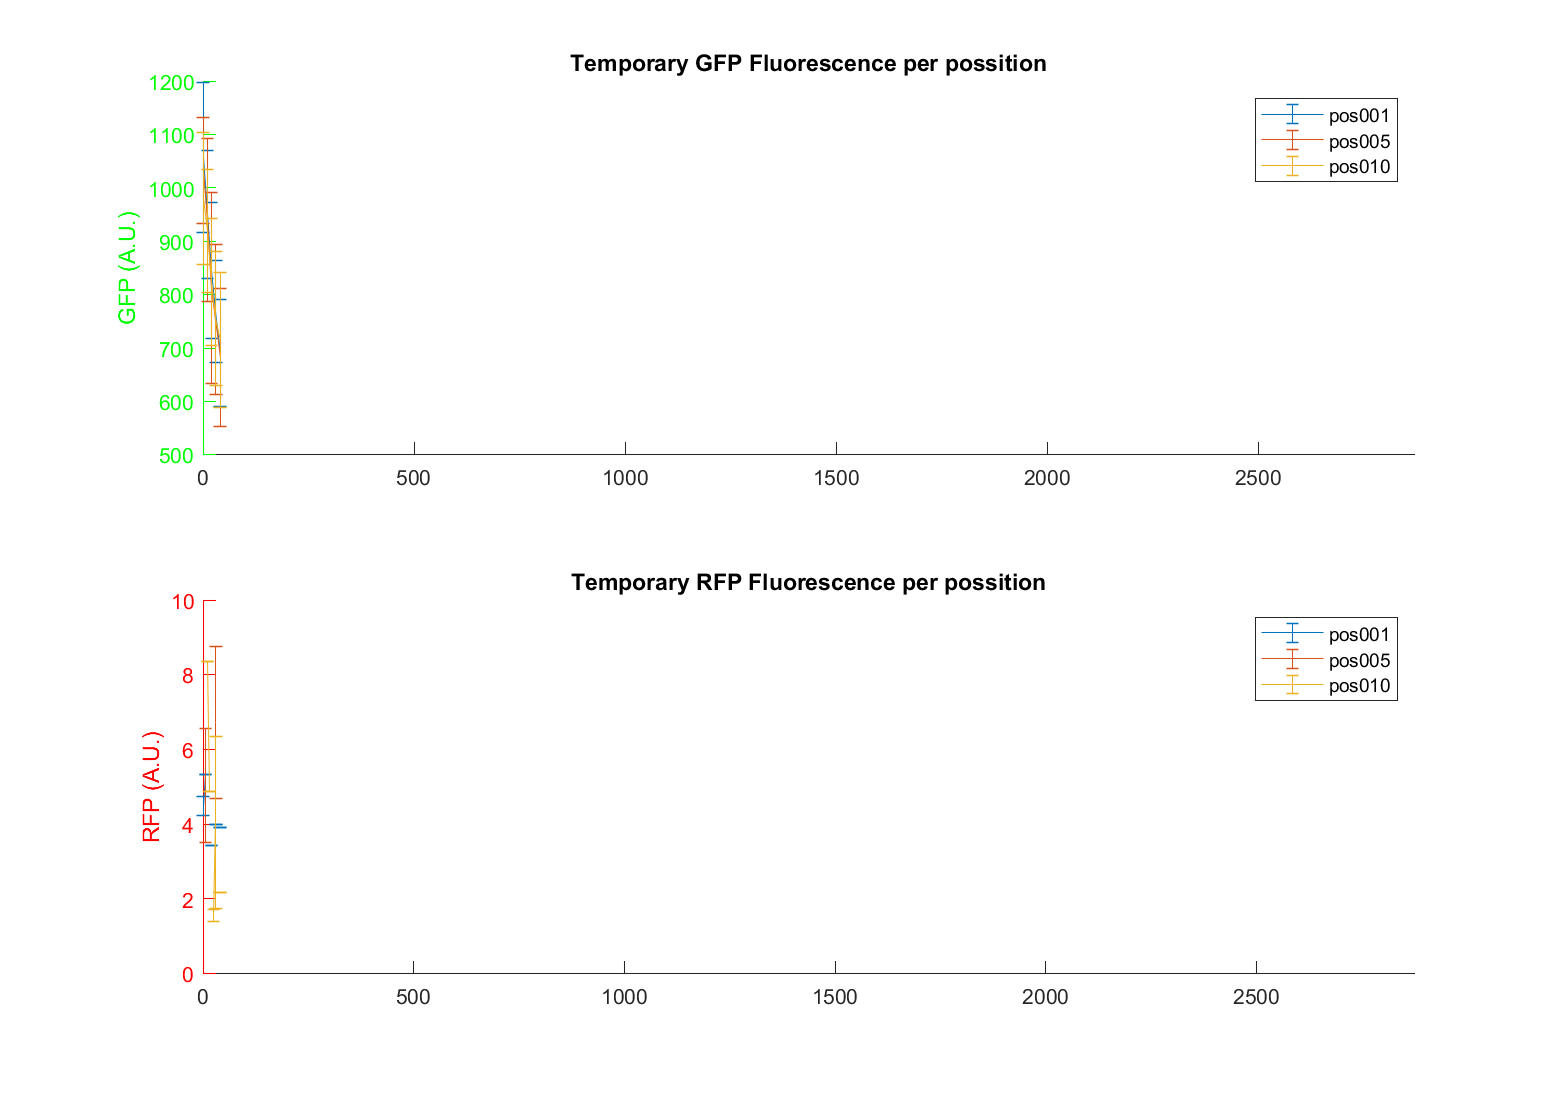 Temporary GFP Fluorescence per possition
1200
1100
1000
900
800
700
600
500
GFP (A.U.)
pos001
pos005
pos010
0 500 1000 1500 2000 2500
Temporary RFP Fluorescence per possition
10
8
6
4
2
0
RFP (A.U.)
pos001
pos005
pos010
0 500 1000 1500 2000 2500